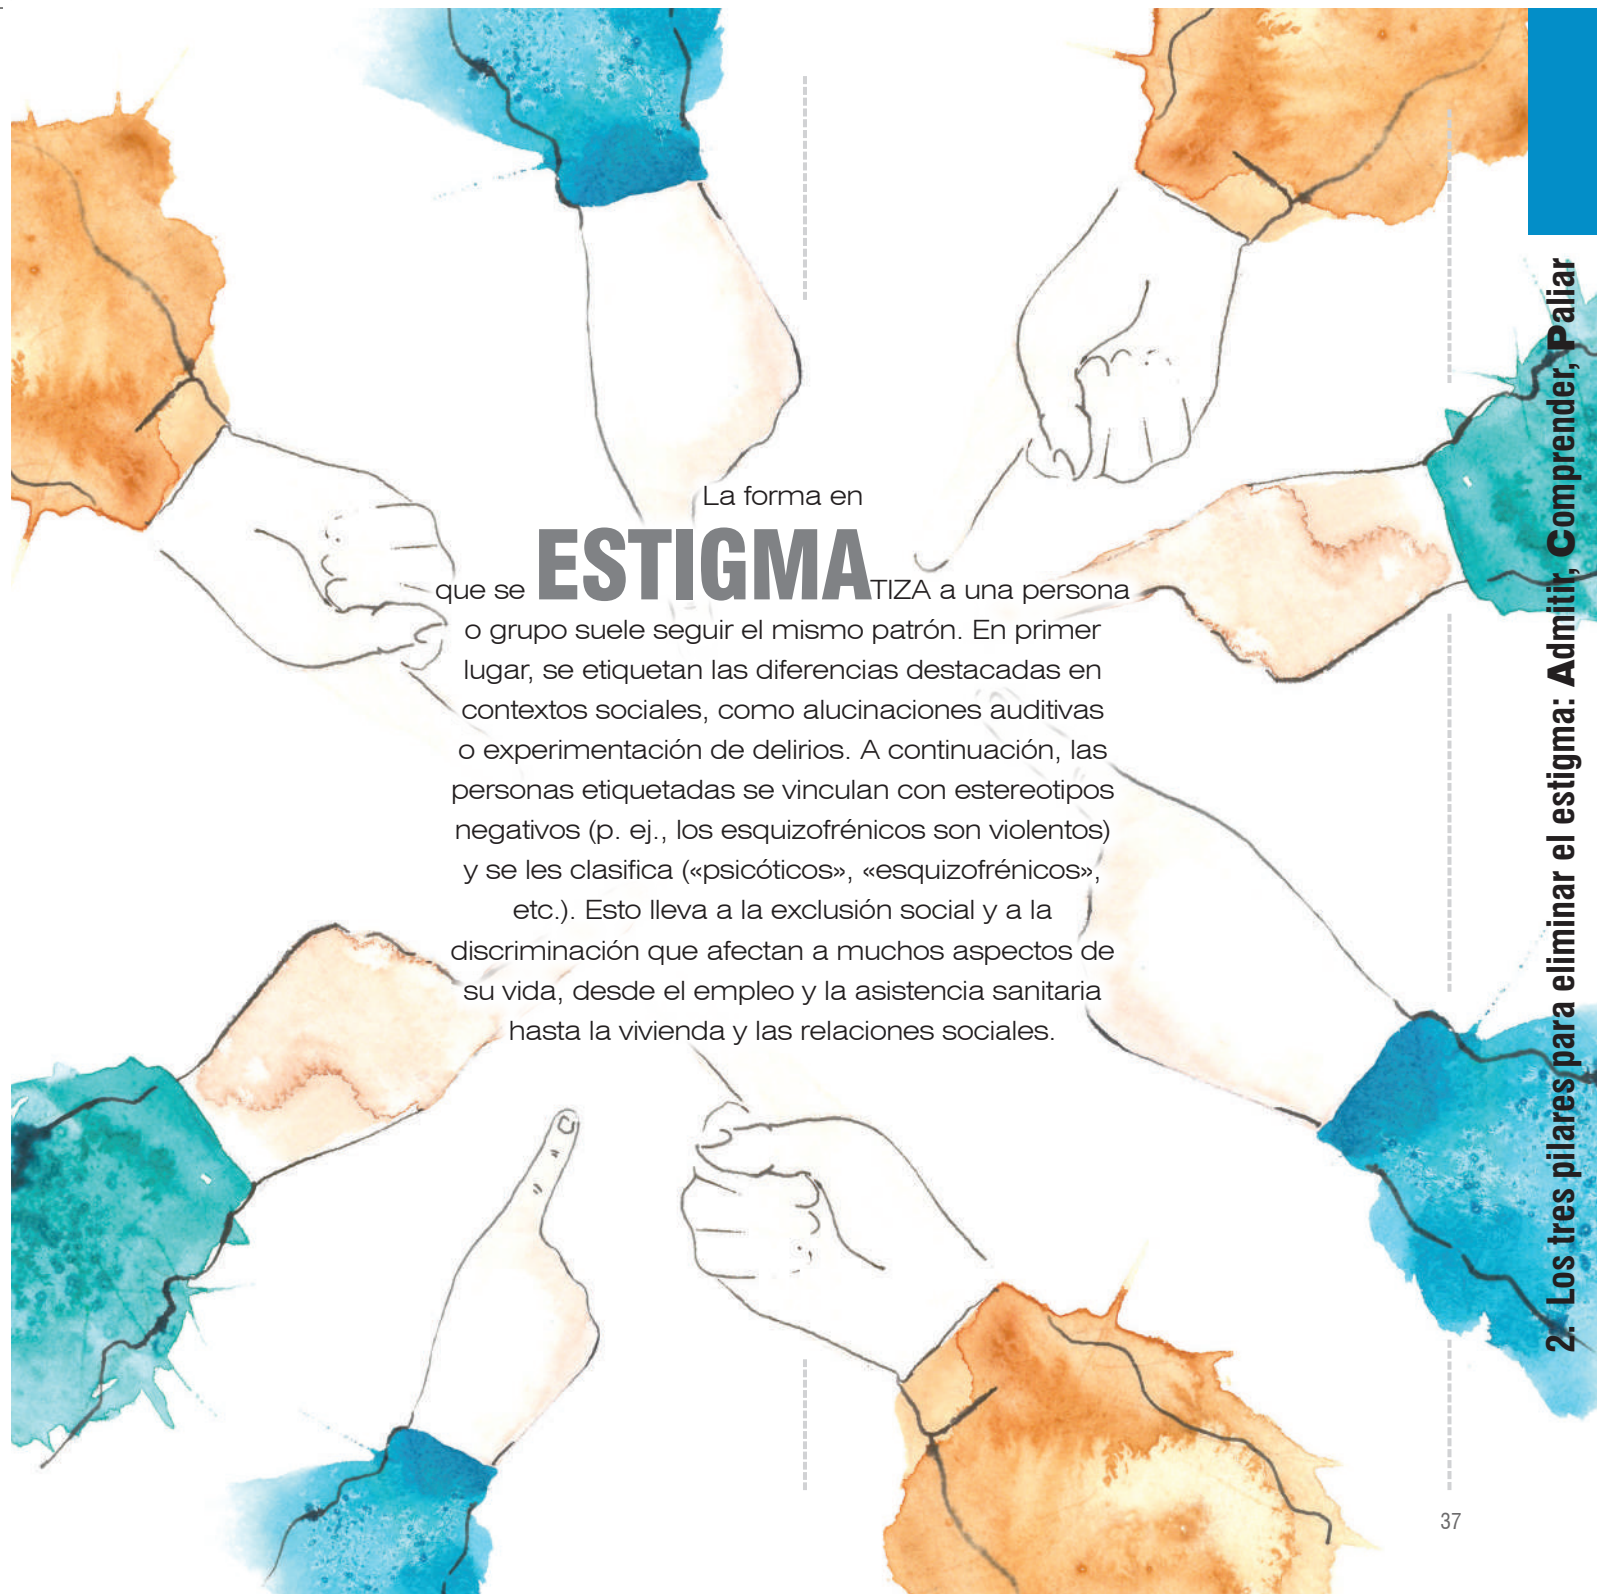 La forma en
que se ESTIGMATIZA a una persona
o grupo suele seguir el mismo patrón. En primer
lugar, se etiquetan las diferencias destacadas en
contextos sociales, como alucinaciones auditivas
o experimentación de delirios. A continuación, las
personas etiquetadas se vinculan con estereotipos
negativos (p. ej., los esquizofrénicos son violentos)
y se les clasifica («psicóticos», «esquizofrénicos»,
etc.). Esto lleva a la exclusión social y a la
discriminación que afectan a muchos aspectos de
su vida, desde el empleo y la asistencia sanitaria
hasta la vivienda y las relaciones sociales.
2. Los tres pilares para eliminar el estigma: Admitir, Comprender, Paliar
37